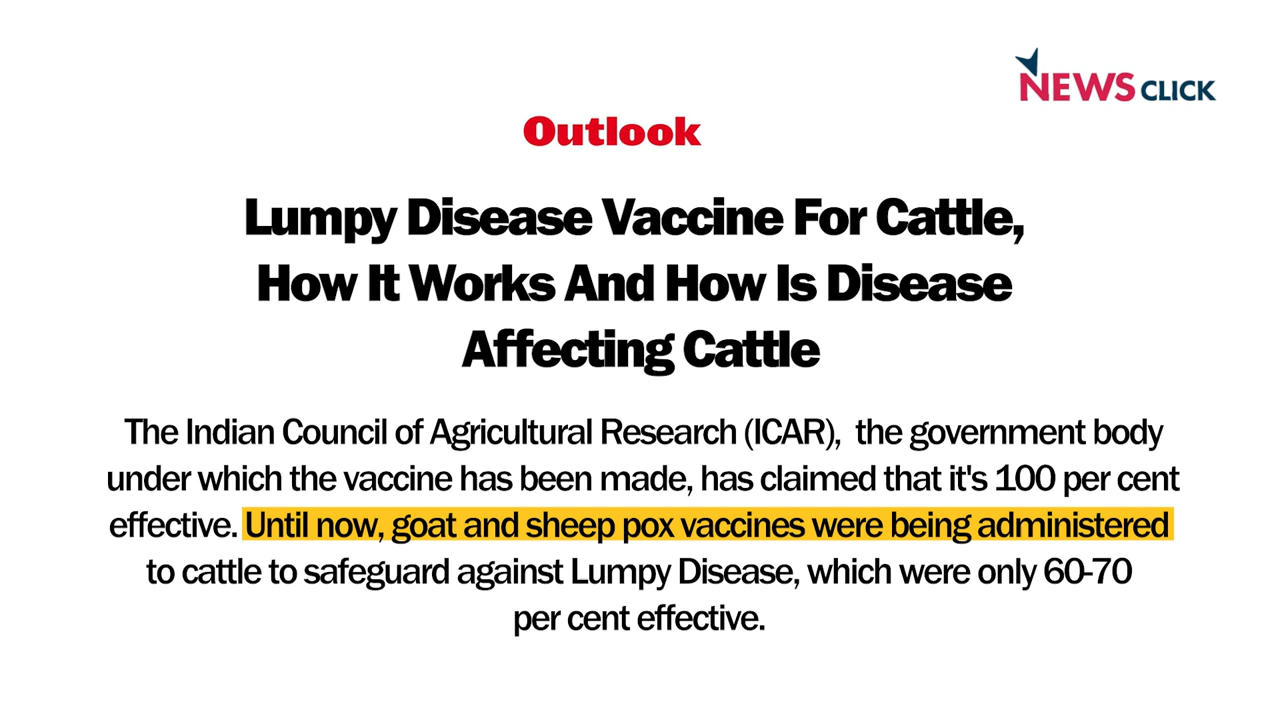 NEWS CLICK
Outlook
Lumpy Disease Vaccine For Cattle,
How It Works And How Is Disease
Affecting Cattle
The Indian Council of Agricultural Research (ICAR),  the government body
under which the vaccine has been made, has claimed that it's 100 per cent
effective. Until now, goat and sheep pox vaccines were being administered
to cattle to safeguard against Lumpy Disease, which were only 60-70
per cent effective.